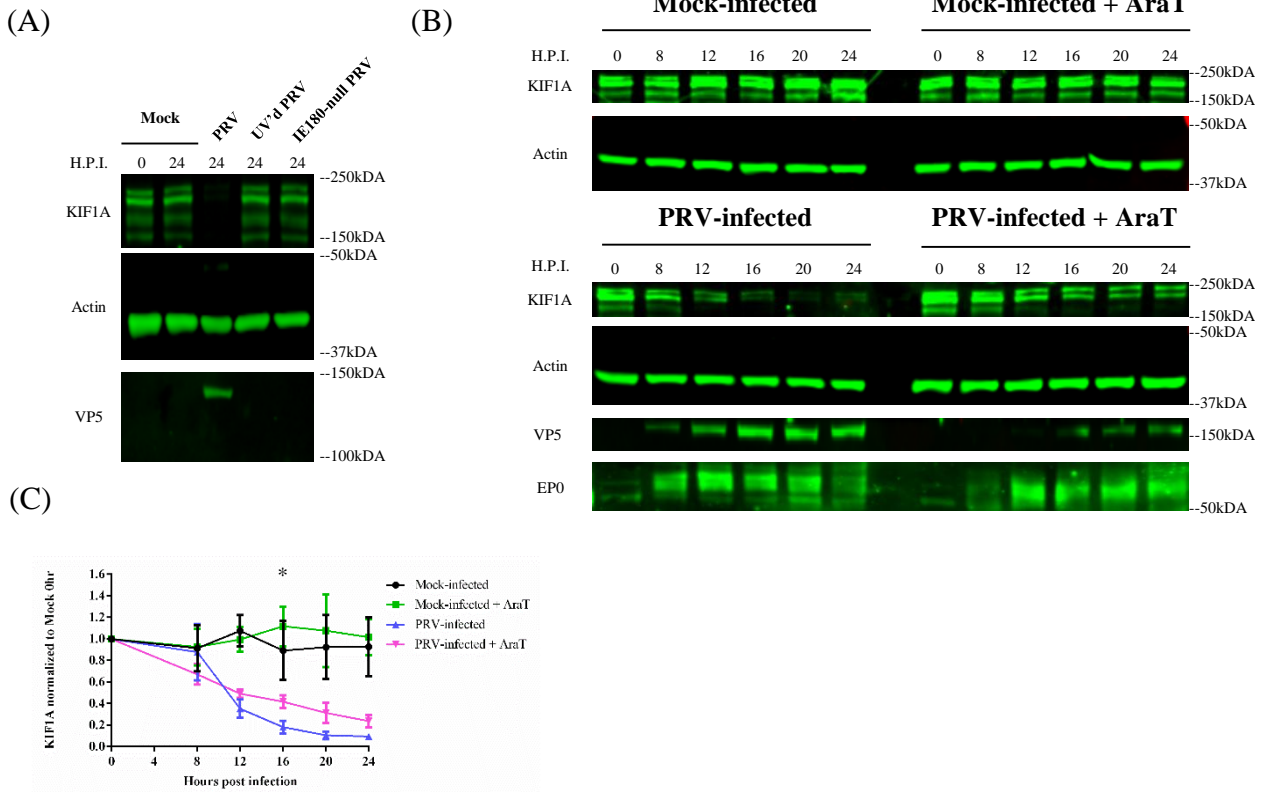 (A)
Mock
PRV
UV'd PRV
IE180-null PRV
H.P.I.
0 24 24 24 24
KIF1A
--250kDA
--150kDA
Actin
--50kDA
--37kDA
VP5
--150kDA
--100kDA
(B)
Mock-infected Mock-infected + AraT
H.P.I. 0 8 12 16 20 24 0 8 12 16 20 24
KIF1A
--250kDA
--150kDA
Actin
--50kDA
--37kDA
PRV-infected PRV-infected + AraT
H.P.I. 0 8 12 16 20 24 0 8 12 16 20 24
KIF1A
--250kDA
--150kDA
Actin
--50kDA
--37kDA
VP5
--150kDA
EP0
--50kDA
(C)
KIF1A normalized to Mock 0hr
1.6
1.4
1.2
1.0
0.8
0.6
0.4
0.2
0.0
*
0 4 8 12 16 20 24
Hours post infection
Mock-infected
Mock-infected + AraT
PRV-infected
PRV-infected + AraT